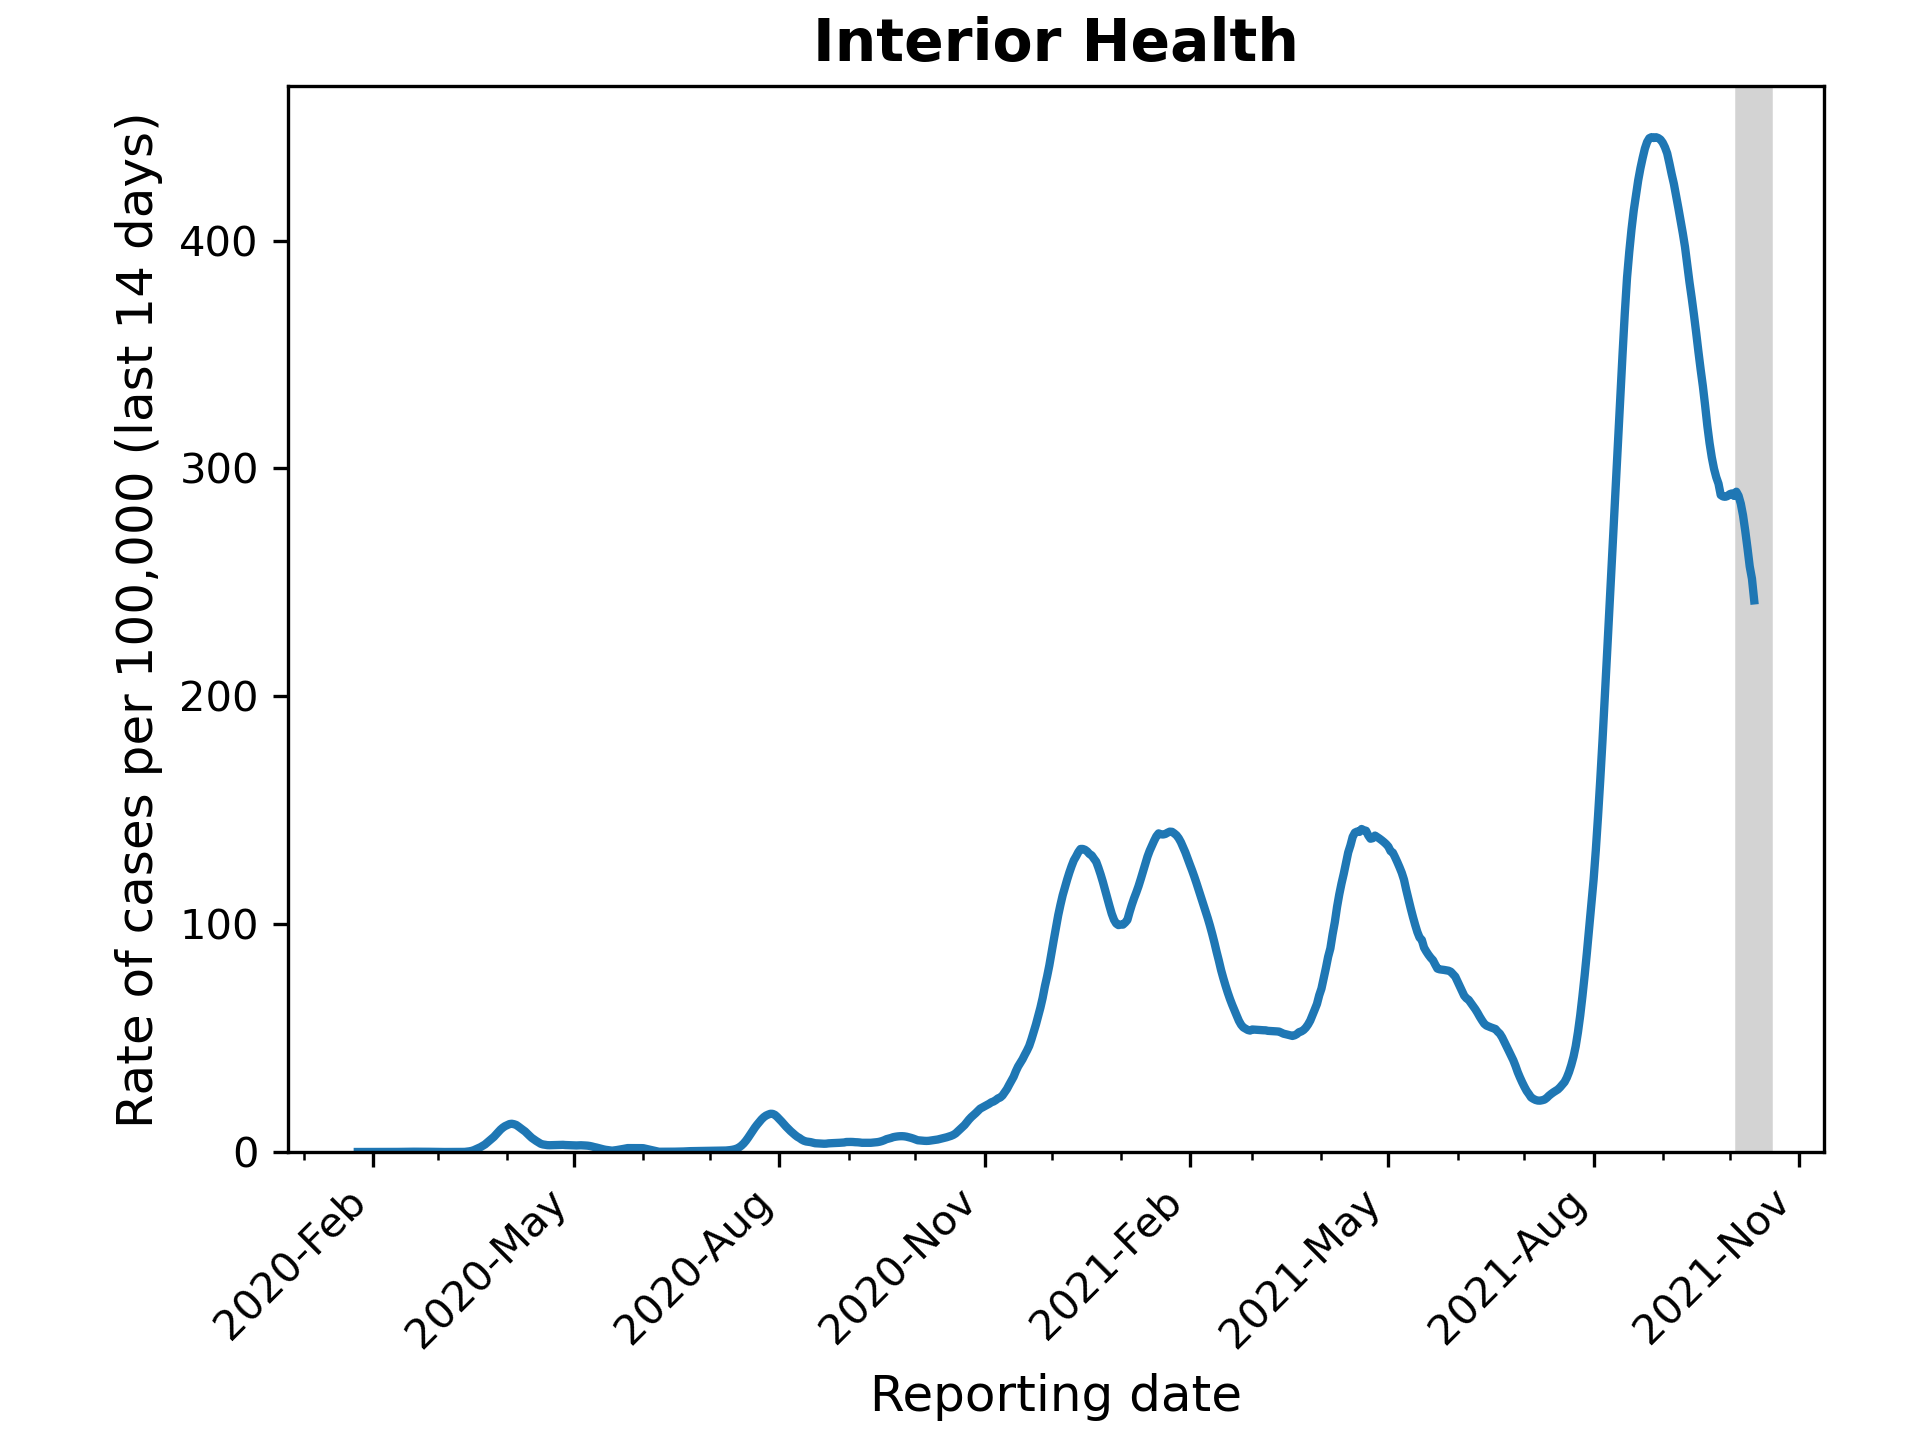 Interior Health
Rate of cases per 100,000 (last 14 days)
400
300
200
100
0
2020-Feb
2020-May
2020-Aug
2020-Nov
2021-Feb
2021-May
2021-Aug
2021-Nov
Reporting date